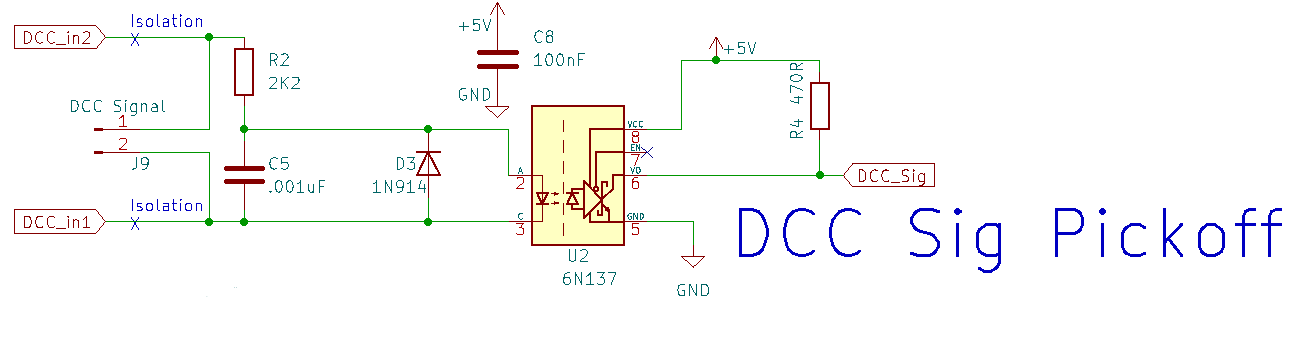 Isolation
DCC_in2
+5V
C8
100nF
GND
R2
2K2
+5V
R4 470R
DCC Signal
1
2
J9
C5
.001uF
D3
1N914
A
2
C
3
VCC
8
EN
7
VO
6
GND
5
U2
6N137
DCC_Sig
Isolation
DCC_in1
GND
DCC Sig Pickoff